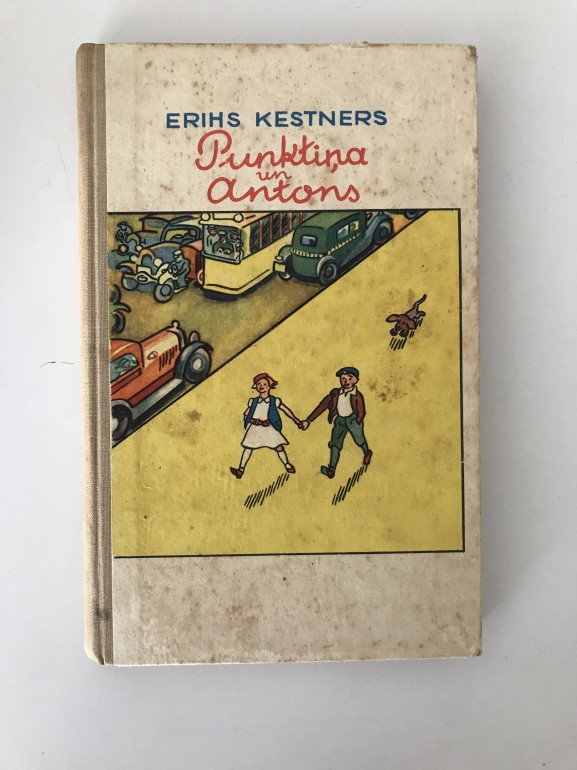 ERIHS KESTNERS
Punktiņa
un
Antons